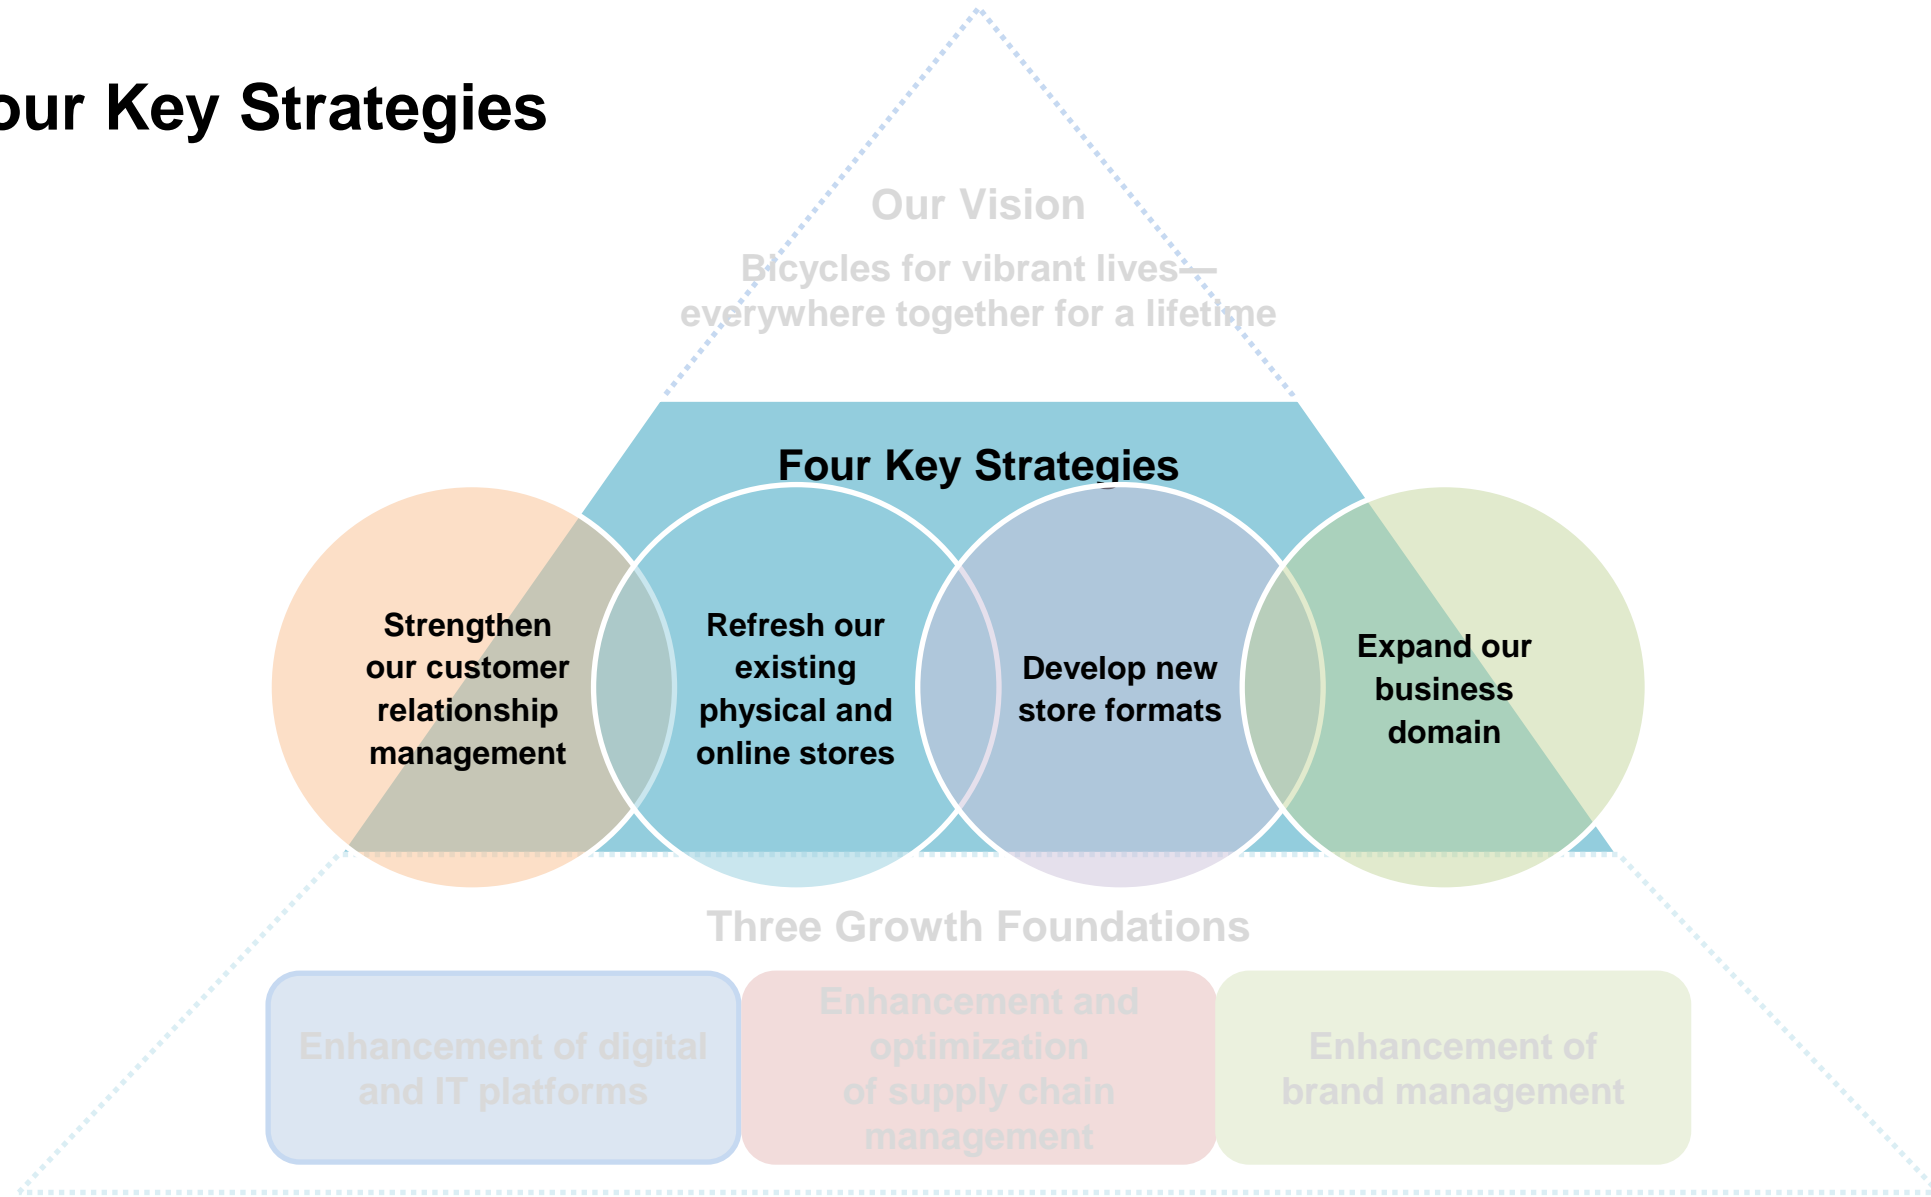 our Key Strategies
Our Vision
Bicycles for vibrant lives—
everywhere together for a lifetime
Four Key Strategies
Strengthen
our customer
relationship
management
Refresh our
existing
physical and
online stores
Develop new
store formats
Expand our
business
domain
Three Growth Foundations
Enhancement of digital
and IT platforms
Enhancement and
optimization
of supply chain
management
Enhancement of
brand management